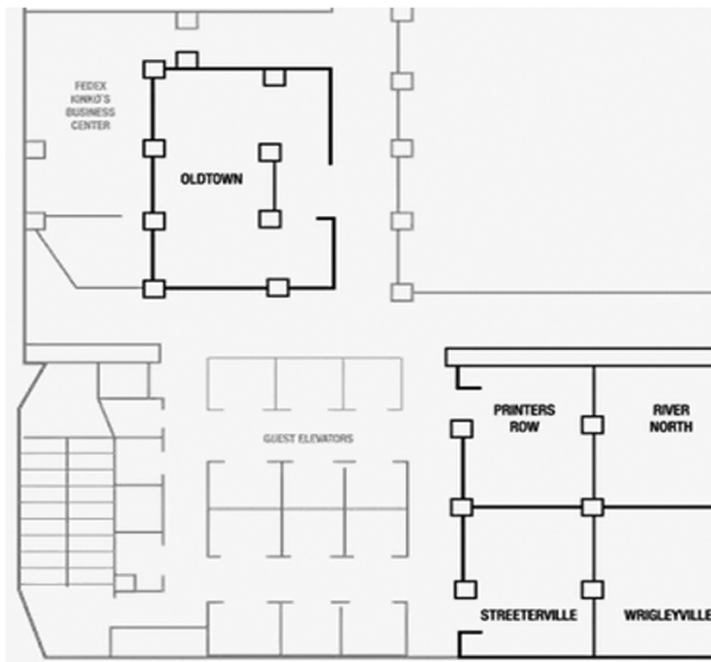 FEDEX
KINKO'S
BUSINESS
CENTER
OLDTOWN
PRINTERS
ROW
RIVER
NORTH
GUEST ELEVATORS
STREETERVILLE
WRIGLEYVILLE